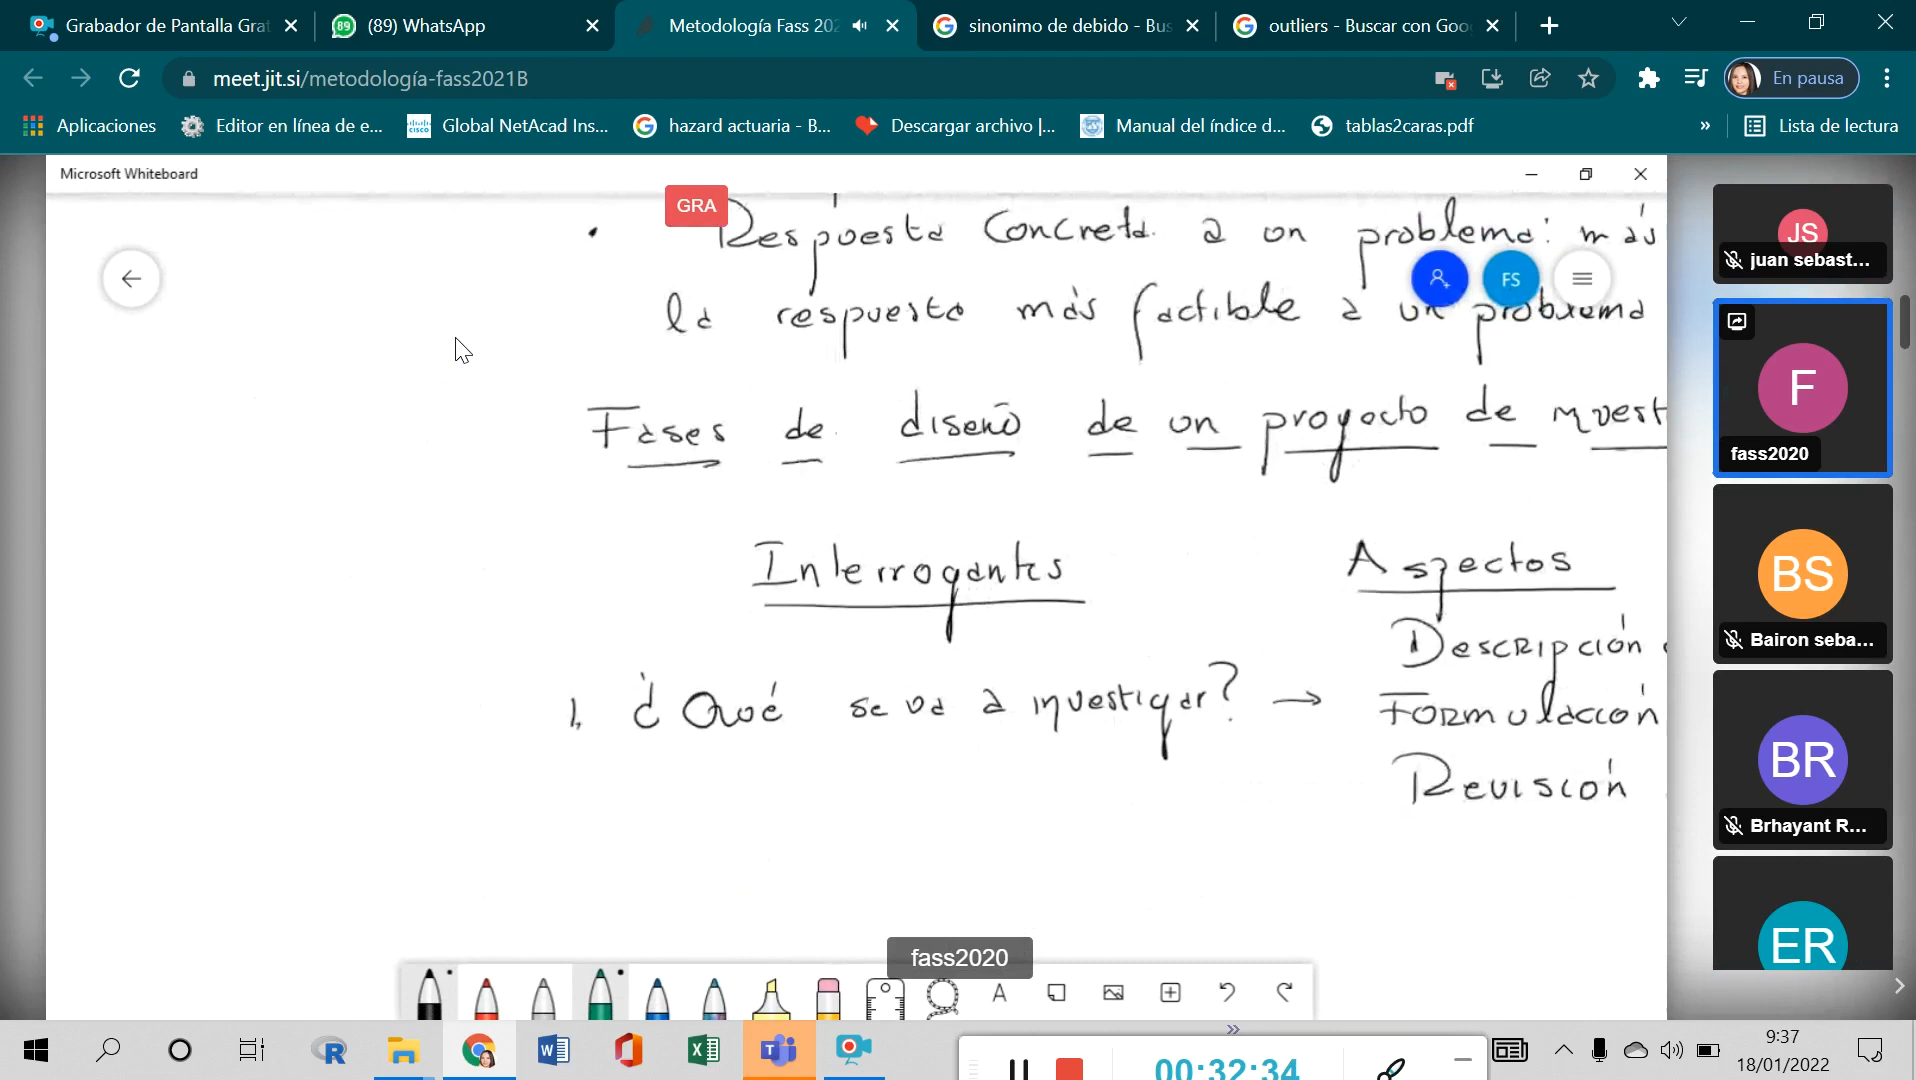 Grabador de Pantalla Grat
(89) WhatsApp
Metodología Fass 202
sinonimo de debido - Bus
outliers - Buscar con Goo
meet.jit.si/metodología-fass2021B
En pausa
Aplicaciones
Editor en línea de e...
Global NetAcad Ins...
hazard actuaria - B...
Descargar archivo |...
Manual del índice d...
tablas2caras.pdf
»
Lista de lectura
Microsoft Whiteboard
GRA
• Respuesta Concreta a un problema: más
la respuesta más factible a un problema
FS
Fases de diseño de un proyecto de invest
Interrogantes
Aspectos
Descripción
1. ¿Qué se va a investigar? →
Formulación
Revisión
fass2020
JS
juan sebast...
F
fass2020
BS
Bairon seba...
BR
Brhayant R...
ER
00:32:34
9:37
18/01/2022